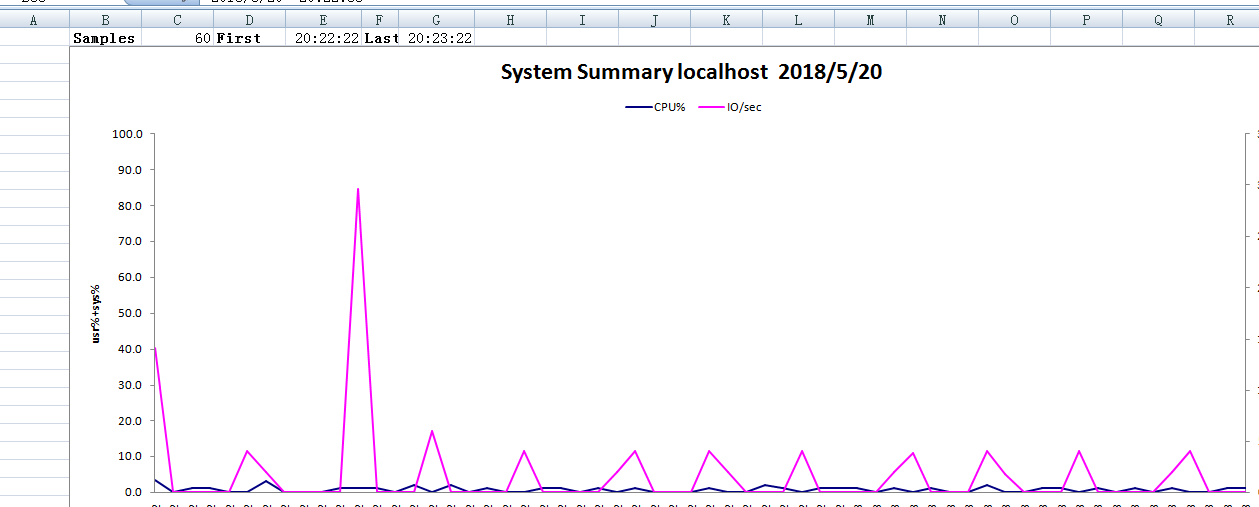 A B C D E F G H I J K L M N O P Q R
Samples 60 First 20:22:22 Last 20:23:22
System Summary localhost 2018/5/20
CPU% IO/sec
100.0
90.0
80.0
70.0
60.0
50.0
40.0
30.0
20.0
10.0
0.0
usr%+sys%